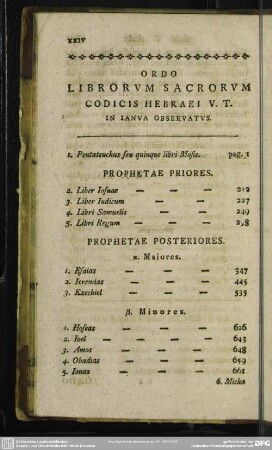 XXIV
ORDO
LIBRORVM SACRORVM
CODICIS HEBRAEI V. T.
IN IANVA OBSERVATVS.
1. Pentateuchus seu quinque libri Mosis. pag. 1
PROPHETAE PRIORES.
2. Liber Iosuae — — — 212
3. Liber Iudicum — — — 227
4. Libri Samuelis — — — 249
5. Libri Regum — — —
PROPHETAE POSTERIORES.
α. Maiores.
1. Esaias — — — 347
2. Ieremias — — — 445
3. Ezechiel — — — 535
β. Minores.
1. Hoseas — — — 626
2. Ioel — — — — 643
3. Amos — — — 648
4. Obadias — — — 659
5. Ionas — — — 661
6. Micha